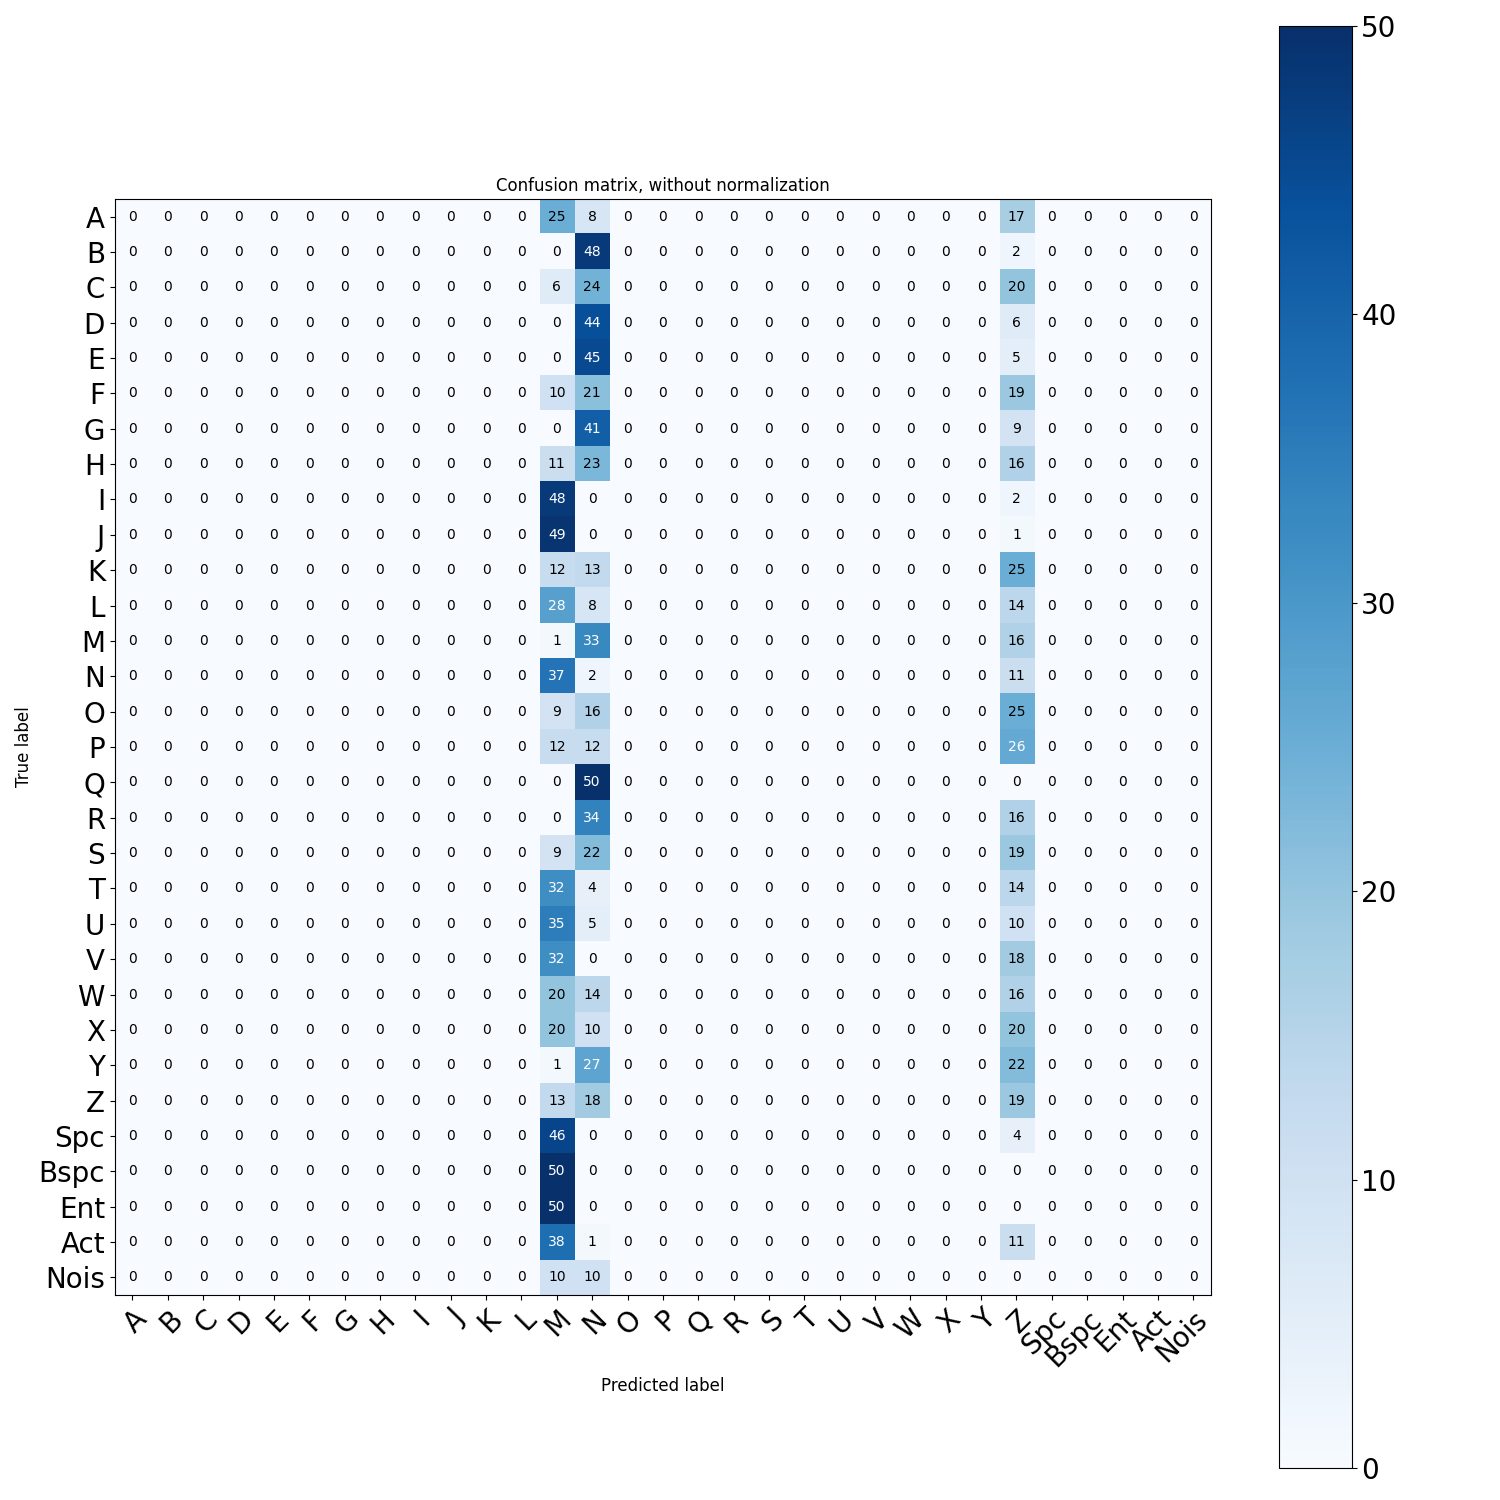 Confusion matrix, without normalization
A 0 0 0 0 0 0 0 0 0 0 0 0 25 8 0 0 0 0 0 0 0 0 0 0 0 17 0 0 0 0 0
B 0 0 0 0 0 0 0 0 0 0 0 0 0 48 0 0 0 0 0 0 0 0 0 0 0 2 0 0 0 0 0
C 0 0 0 0 0 0 0 0 0 0 0 0 6 24 0 0 0 0 0 0 0 0 0 0 0 20 0 0 0 0 0
D 0 0 0 0 0 0 0 0 0 0 0 0 0 44 0 0 0 0 0 0 0 0 0 0 0 6 0 0 0 0 0
E 0 0 0 0 0 0 0 0 0 0 0 0 0 45 0 0 0 0 0 0 0 0 0 0 0 5 0 0 0 0 0
F 0 0 0 0 0 0 0 0 0 0 0 0 10 21 0 0 0 0 0 0 0 0 0 0 0 19 0 0 0 0 0
G 0 0 0 0 0 0 0 0 0 0 0 0 0 41 0 0 0 0 0 0 0 0 0 0 0 9 0 0 0 0 0
H 0 0 0 0 0 0 0 0 0 0 0 0 11 23 0 0 0 0 0 0 0 0 0 0 0 16 0 0 0 0 0
I 0 0 0 0 0 0 0 0 0 0 0 0 48 0 0 0 0 0 0 0 0 0 0 0 0 2 0 0 0 0 0
J 0 0 0 0 0 0 0 0 0 0 0 0 49 0 0 0 0 0 0 0 0 0 0 0 0 1 0 0 0 0 0
K 0 0 0 0 0 0 0 0 0 0 0 0 12 13 0 0 0 0 0 0 0 0 0 0 0 25 0 0 0 0 0
L 0 0 0 0 0 0 0 0 0 0 0 0 28 8 0 0 0 0 0 0 0 0 0 0 0 14 0 0 0 0 0
M 0 0 0 0 0 0 0 0 0 0 0 0 1 33 0 0 0 0 0 0 0 0 0 0 0 16 0 0 0 0 0
N 0 0 0 0 0 0 0 0 0 0 0 0 37 2 0 0 0 0 0 0 0 0 0 0 0 11 0 0 0 0 0
O 0 0 0 0 0 0 0 0 0 0 0 0 9 16 0 0 0 0 0 0 0 0 0 0 0 25 0 0 0 0 0
P 0 0 0 0 0 0 0 0 0 0 0 0 12 12 0 0 0 0 0 0 0 0 0 0 0 26 0 0 0 0 0
Q 0 0 0 0 0 0 0 0 0 0 0 0 0 50 0 0 0 0 0 0 0 0 0 0 0 0 0 0 0 0 0
R 0 0 0 0 0 0 0 0 0 0 0 0 0 34 0 0 0 0 0 0 0 0 0 0 0 16 0 0 0 0 0
S 0 0 0 0 0 0 0 0 0 0 0 0 9 22 0 0 0 0 0 0 0 0 0 0 0 19 0 0 0 0 0
T 0 0 0 0 0 0 0 0 0 0 0 0 32 4 0 0 0 0 0 0 0 0 0 0 0 14 0 0 0 0 0
U 0 0 0 0 0 0 0 0 0 0 0 0 35 5 0 0 0 0 0 0 0 0 0 0 0 10 0 0 0 0 0
V 0 0 0 0 0 0 0 0 0 0 0 0 32 0 0 0 0 0 0 0 0 0 0 0 0 18 0 0 0 0 0
W 0 0 0 0 0 0 0 0 0 0 0 0 20 14 0 0 0 0 0 0 0 0 0 0 0 16 0 0 0 0 0
X 0 0 0 0 0 0 0 0 0 0 0 0 20 10 0 0 0 0 0 0 0 0 0 0 0 20 0 0 0 0 0
Y 0 0 0 0 0 0 0 0 0 0 0 0 1 27 0 0 0 0 0 0 0 0 0 0 0 22 0 0 0 0 0
Z 0 0 0 0 0 0 0 0 0 0 0 0 13 18 0 0 0 0 0 0 0 0 0 0 0 19 0 0 0 0 0
Spc 0 0 0 0 0 0 0 0 0 0 0 0 46 0 0 0 0 0 0 0 0 0 0 0 0 4 0 0 0 0 0
Bspc 0 0 0 0 0 0 0 0 0 0 0 0 50 0 0 0 0 0 0 0 0 0 0 0 0 0 0 0 0 0 0
Ent 0 0 0 0 0 0 0 0 0 0 0 0 50 0 0 0 0 0 0 0 0 0 0 0 0 0 0 0 0 0 0
Act 0 0 0 0 0 0 0 0 0 0 0 0 38 1 0 0 0 0 0 0 0 0 0 0 0 11 0 0 0 0 0
Nois 0 0 0 0 0 0 0 0 0 0 0 0 10 10 0 0 0 0 0 0 0 0 0 0 0 0 0 0 0 0 0
A B C D E F G H I J K L M N O P Q R S T U V W X Y Z Spc Bspc Ent Act Nois
Predicted label
True label
50
40
30
20
10
0